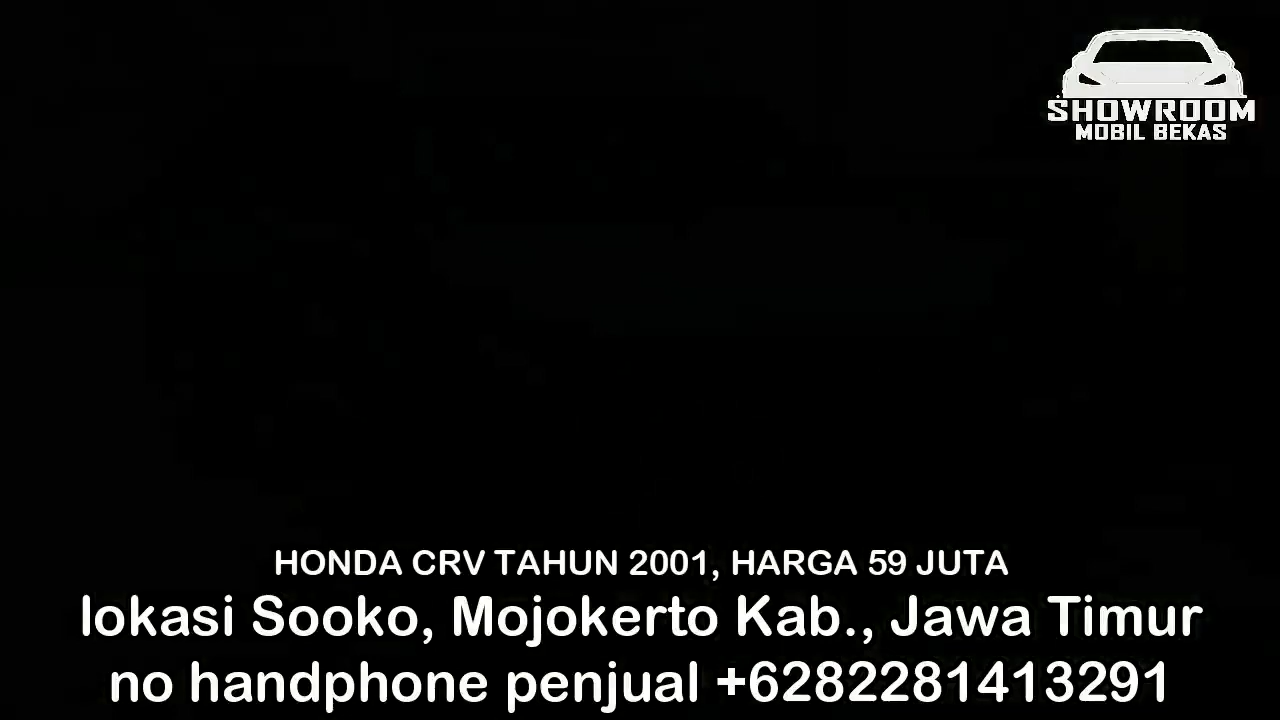 SHOWROOM
MOBIL BEKAS
HONDA CRV TAHUN 2001, HARGA 59 JUTA
lokasi Sooko, Mojokerto Kab., Jawa Timur
no handphone penjual +6282281413291